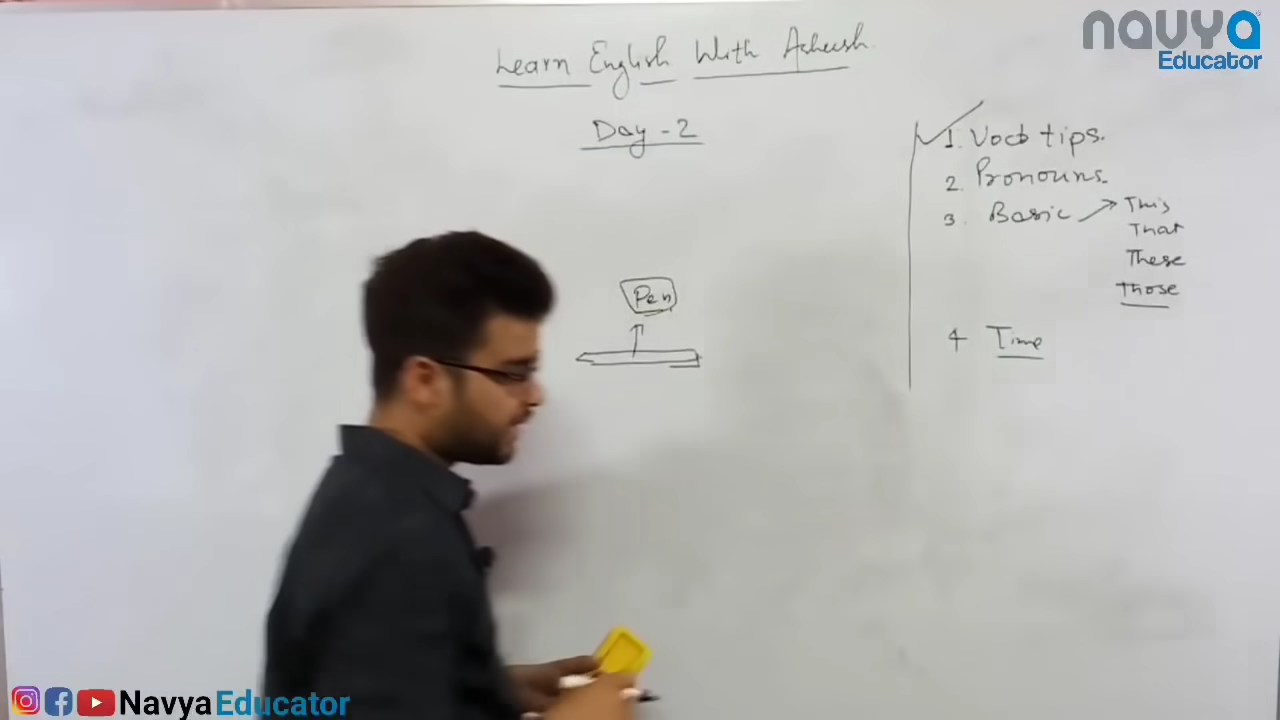 Learn English With Asheesh
Day - 2
1. Vocb tips.
2. Pronouns.
3. Basic → This
That
These
Those
4 Time
Pen
navya
Educator
NavyaEducator